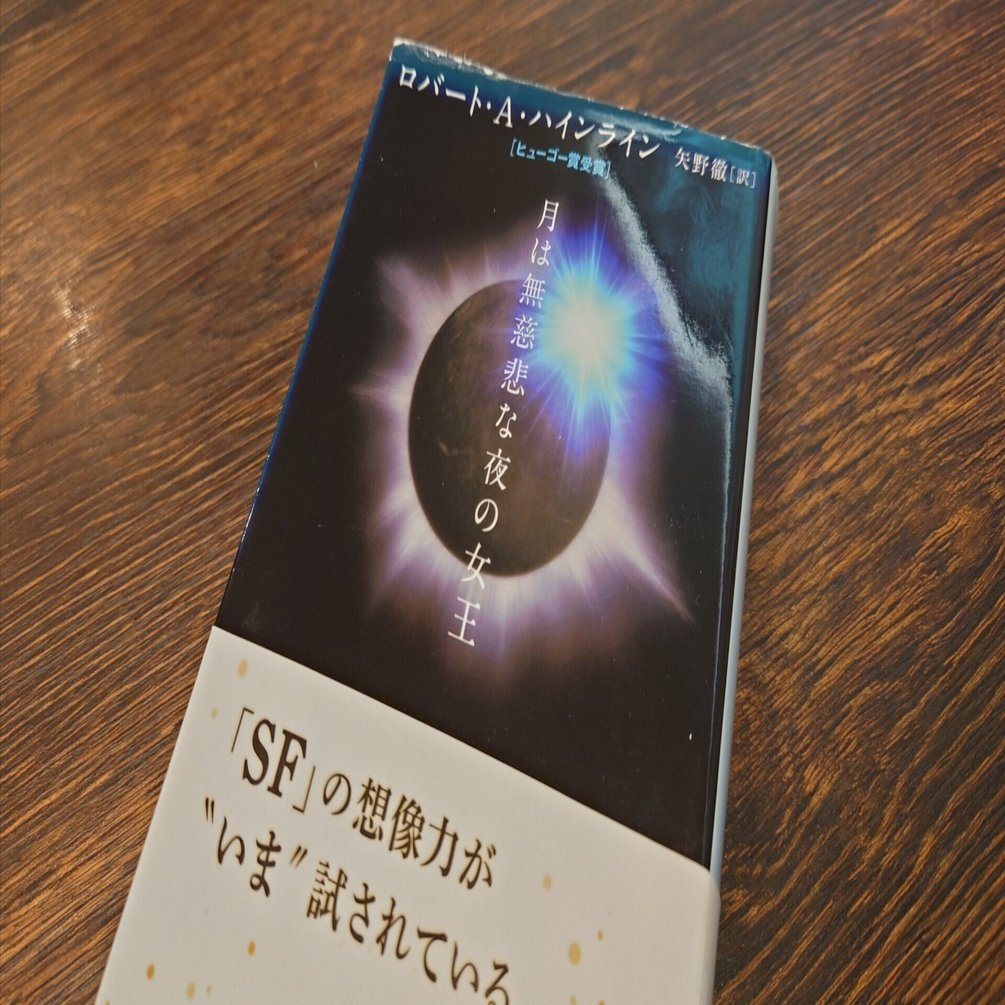 ロバート・A・ハインライン 矢野徹[訳]
[ヒューゴー賞受賞]
月は無慈悲な夜の女王
「SF」の想像力が
"いま"試されている